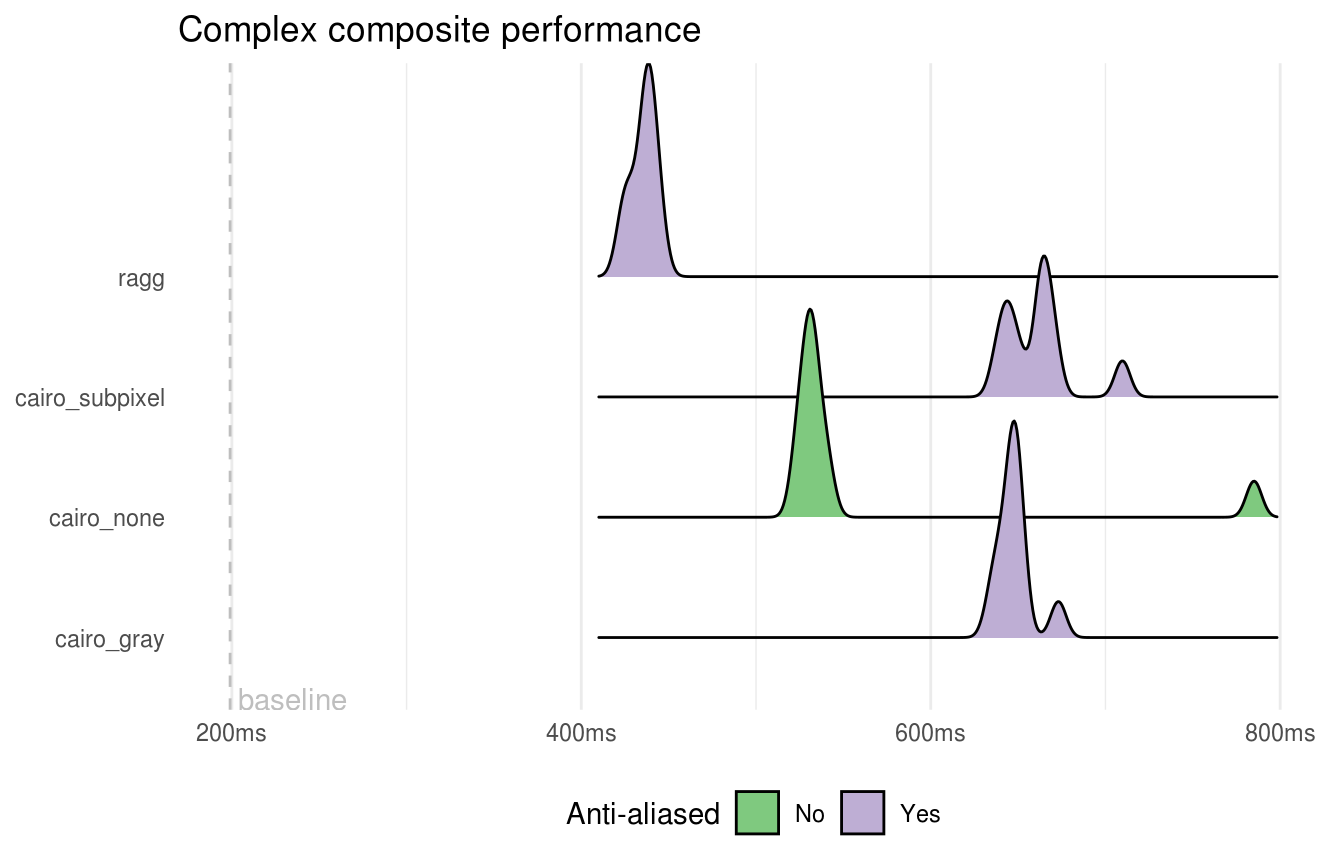 Complex composite performance
ragg
cairo_subpixel
cairo_none
cairo_gray
baseline
200ms 400ms 600ms 800ms
Anti-aliased No Yes